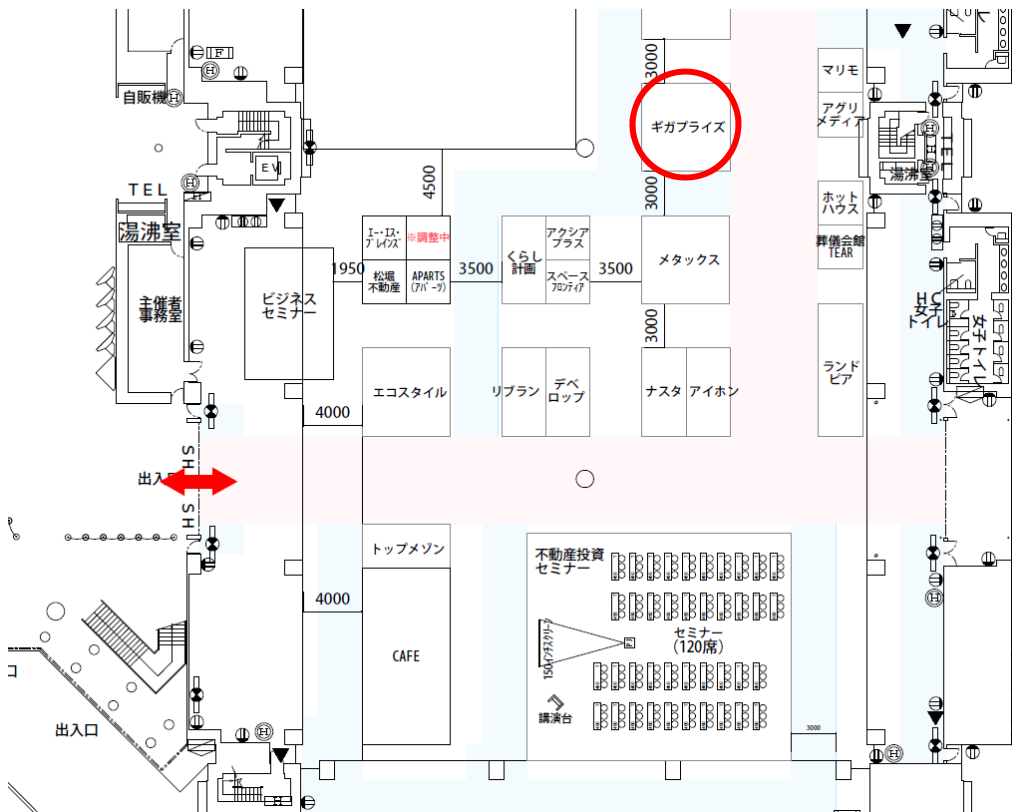 F
H
自販機
H
3000
マリモ
ギガプライズ
アグリ
メディア
H
H
TEL
湯沸室
EV
TEL
H
湯沸室
4500
3000
ホット
ハウス
葬儀会館
TEAR
エー・エス・
ブレインズ
※調整中
松堀
不動産
APARTS
(アパーツ)
1950
3500
くらし
計画
アクシア
プラス
スペース
フロンティア
3500
メタックス
主催者
事務室
ビジネス
セミナー
HC
女子
トイレ
女子トイレ
3000
ランド
ピア
エコスタイル
リブラン
デベ
ロップ
ナスタ
アイホン
4000
SH
出入口
SH
トップメゾン
不動産投資
セミナー
4000
CAFE
150インチスクリーン
セミナー
(120席)
講演台
3000
H
口
出入口
H
H